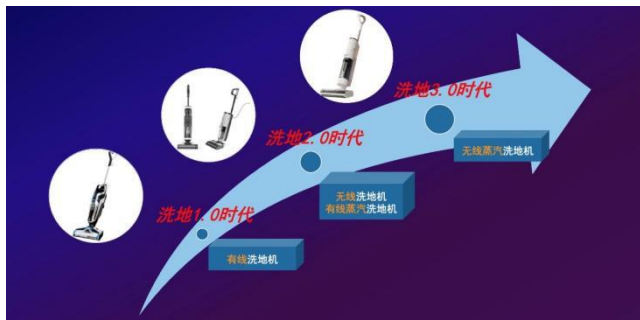 洗地3.0时代
洗地2.0时代
无线蒸汽洗地机
无线洗地机
有线蒸汽洗地机
洗地1.0时代
有线洗地机